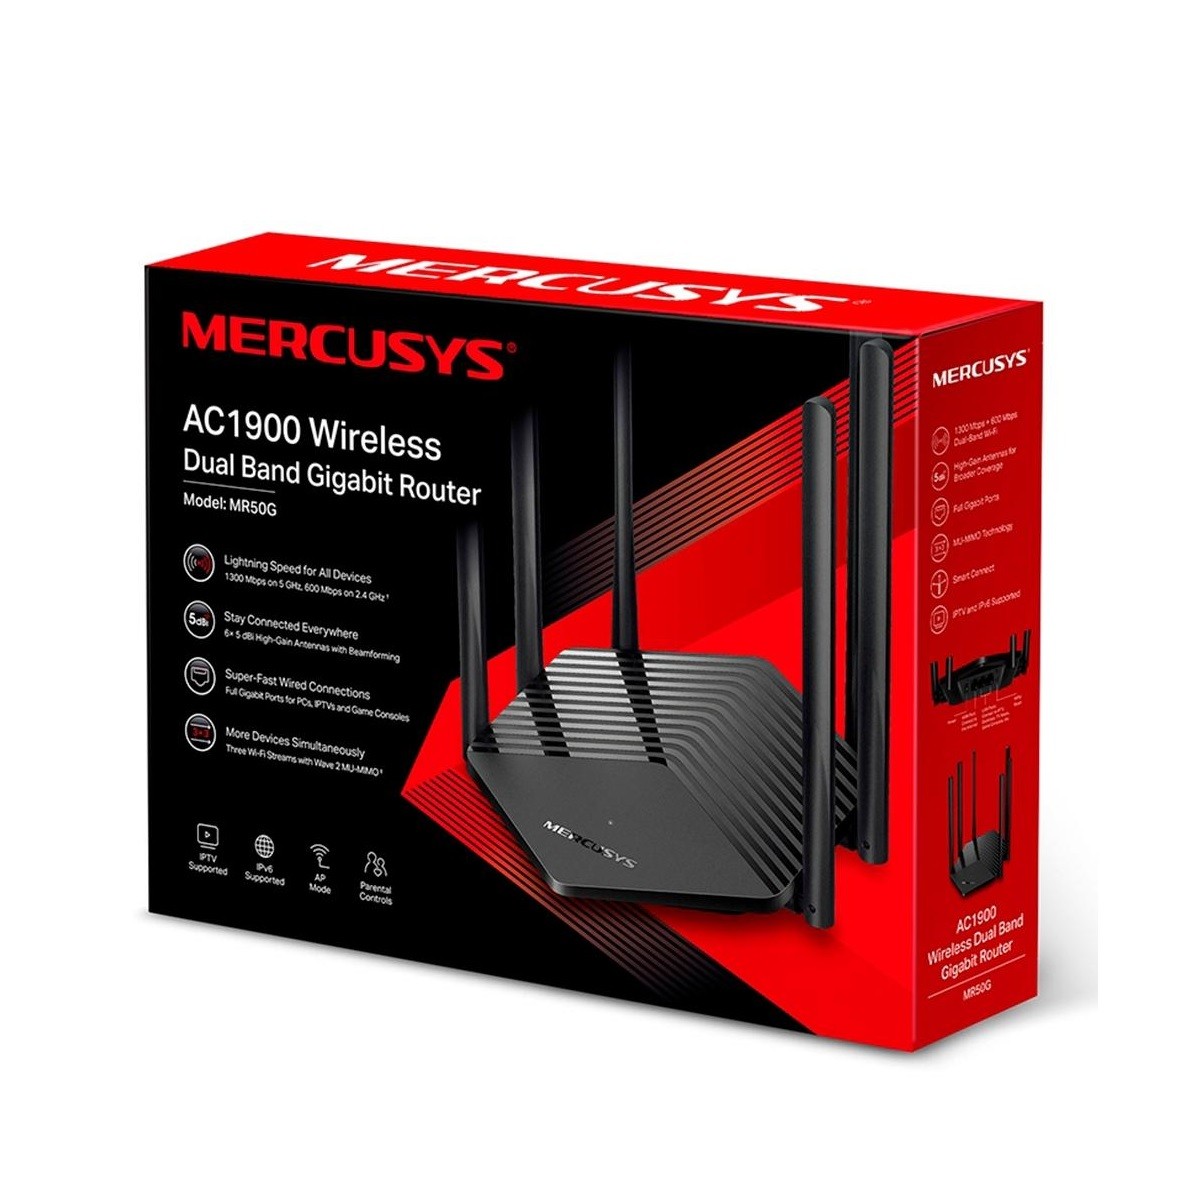 MERCUSYS
MERCUSYS®
AC1900 Wireless
Dual Band Gigabit Router
Model: MR50G
Lightning Speed for All Devices
1300 Mbps on 5 GHz, 600 Mbps on 2.4 GHz †
5dBi
Stay Connected Everywhere
6× 5 dBi High-Gain Antennas with Beamforming
Super-Fast Wired Connections
Full Gigabit Ports for PCs, IPTVs and Game Consoles
3×3
More Devices Simultaneously
Three Wi-Fi Streams with Wave 2 MU-MIMO ‡
IPTV
Supported
IPv6
Supported
AP
Mode
Parental
Controls
MERCUSYS
MERCUSYS
1300 Mbps + 600 Mbps
Dual-Band Wi-Fi
5dBi
High-Gain Antennas for
Broader Coverage
Full Gigabit Ports
3×3
MU-MIMO Technology
Smart Connect
IPTV and IPv6 Supported
AC1900
Wireless Dual Band
Gigabit Router
MR50G